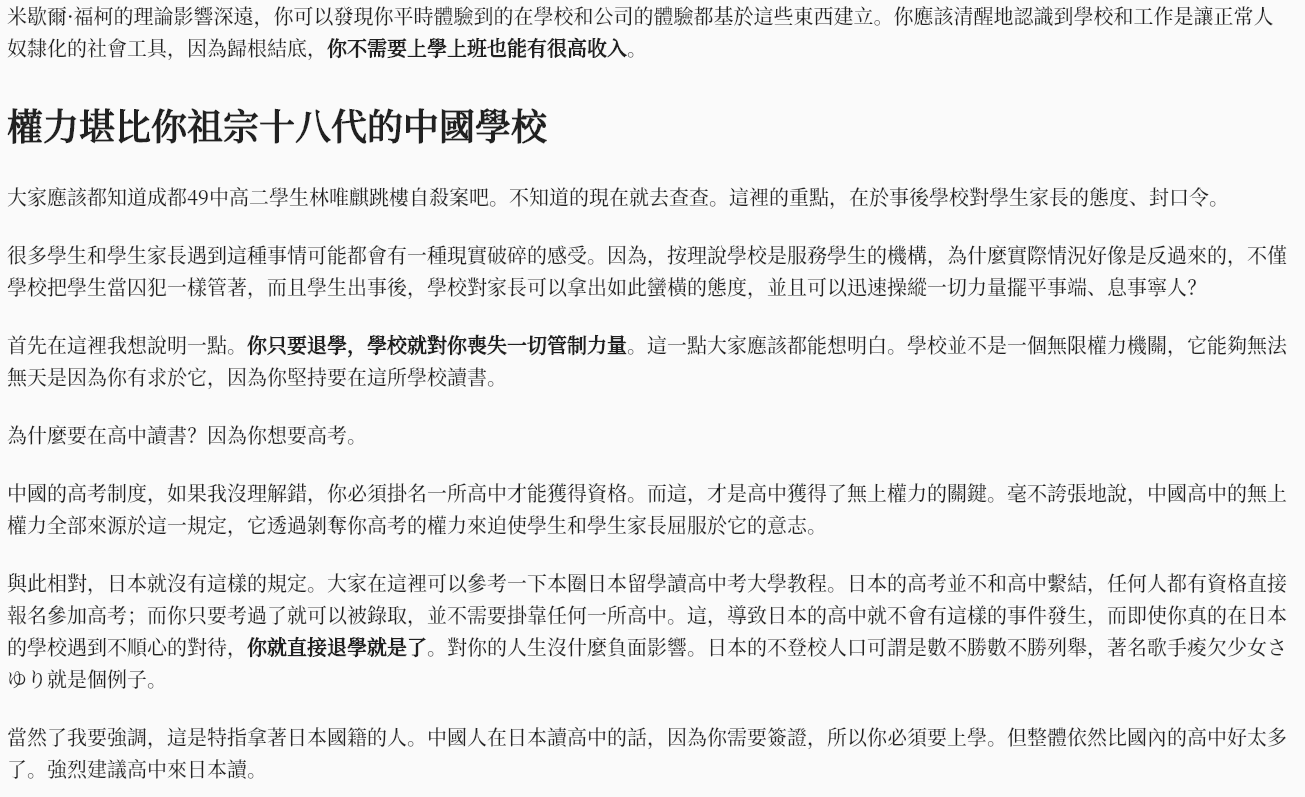 米歇爾·福柯的理論影響深遠，你可以發現你平時體驗到的在學校和公司的體驗都基於這些東西建立。你應該清醒地認識到學校和工作是讓正常人
奴隸化的社會工具，因為歸根結底，你不需要上學上班也能有很高收入。
權力堪比你祖宗十八代的中國學校
大家應該都知道成都49中高二學生林唯麒跳樓自殺案吧。不知道的現在就去查查。這裡的重點，在於事後學校對學生家長的態度、封口令。
很多學生和學生家長遇到這種事情可能都會有一種現實破碎的感受。因為，按理說學校是服務學生的機構，為什麼實際情況好像是反過來的，不僅
學校把學生當囚犯一樣管著，而且學生出事後，學校對家長可以拿出如此蠻橫的態度，並且可以迅速操縱一切力量擺平事端、息事寧人？
首先在這裡我想說明一點。你只要退學，學校就對你喪失一切管制力量。這一點大家應該都能想明白。學校並不是一個無限權力機關，它能夠無法
無天是因為你有求於它，因為你堅持要在這所學校讀書。
為什麼要在高中讀書？因為你想要高考。
中國的高考制度，如果我沒理解錯，你必須掛名一所高中才能獲得資格。而這，才是高中獲得了無上權力的關鍵。毫不誇張地說，中國高中的無上
權力全部來源於這一規定，它透過剝奪你高考的權力來迫使學生和學生家長屈服於它的意志。
與此相對，日本就沒有這樣的規定。大家在這裡可以參考一下本圈日本留學讀高中考大學教程。日本的高考並不和高中繫結，任何人都有資格直接
報名參加高考；而你只要考過了就可以被錄取，並不需要掛靠任何一所高中。這，導致日本的高中就不會有這樣的事件發生，而即使你真的在日本
的學校遇到不順心的對待，你就直接退學就是了。對你的人生沒什麼負面影響。日本的不登校人口可謂是數不勝數不勝列舉，著名歌手痠欠少女さ
ゆり就是個例子。
當然了我要強調，這是特指拿著日本國籍的人。中國人在日本讀高中的話，因為你需要簽證，所以你必須要上學。但整體依然比國內的高中好太多
了。強烈建議高中來日本讀。